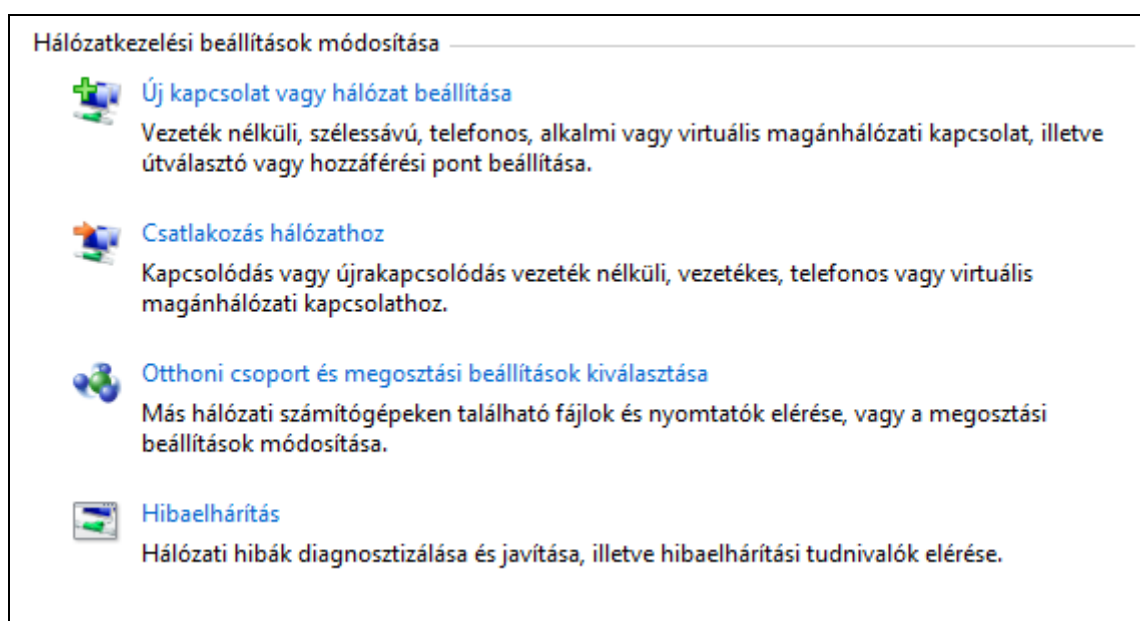 Hálózatkezelési beállítások módosítása
Új kapcsolat vagy hálózat beállítása
Vezeték nélküli, szélessávú, telefonos, alkalmi vagy virtuális magánhálózati kapcsolat, illetve
útválasztó vagy hozzáférési pont beállítása.
Csatlakozás hálózathoz
Kapcsolódás vagy újrakapcsolódás vezeték nélküli, vezetékes, telefonos vagy virtuális
magánhálózati kapcsolathoz.
Otthoni csoport és megosztási beállítások kiválasztása
Más hálózati számítógépeken található fájlok és nyomtatók elérése, vagy a megosztási
beállítások módosítása.
Hibaelhárítás
Hálózati hibák diagnosztizálása és javítása, illetve hibaelhárítási tudnivalók elérése.